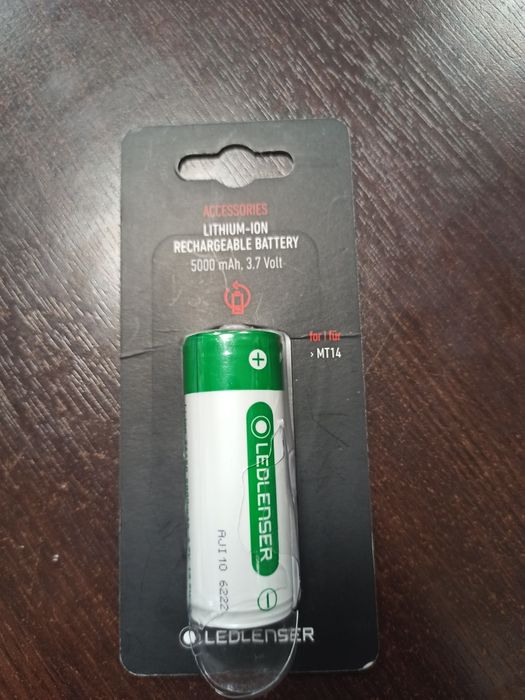 ACCESSORIES
LITHIUM-ION
RECHARGEABLE BATTERY
5000 mAh, 3.7 Volt
for | für
› MT14
+
LEDLENSER
−
AJI10 6222
LEDLENSER